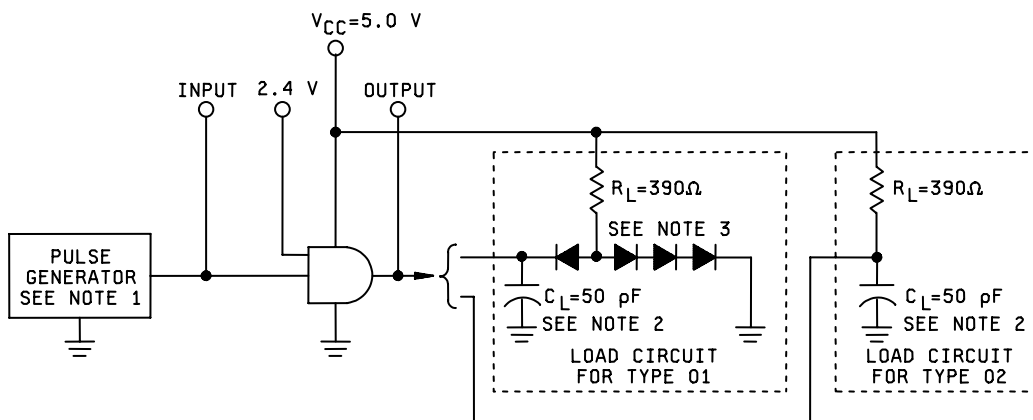 V_CC=5.0 V
INPUT
2.4 V
OUTPUT
R_L=390Ω
R_L=390Ω
SEE NOTE 3
PULSE
GENERATOR
SEE NOTE 1
C_L=50 pF
SEE NOTE 2
C_L=50 pF
SEE NOTE 2
LOAD CIRCUIT
FOR TYPE 01
LOAD CIRCUIT
FOR TYPE 02